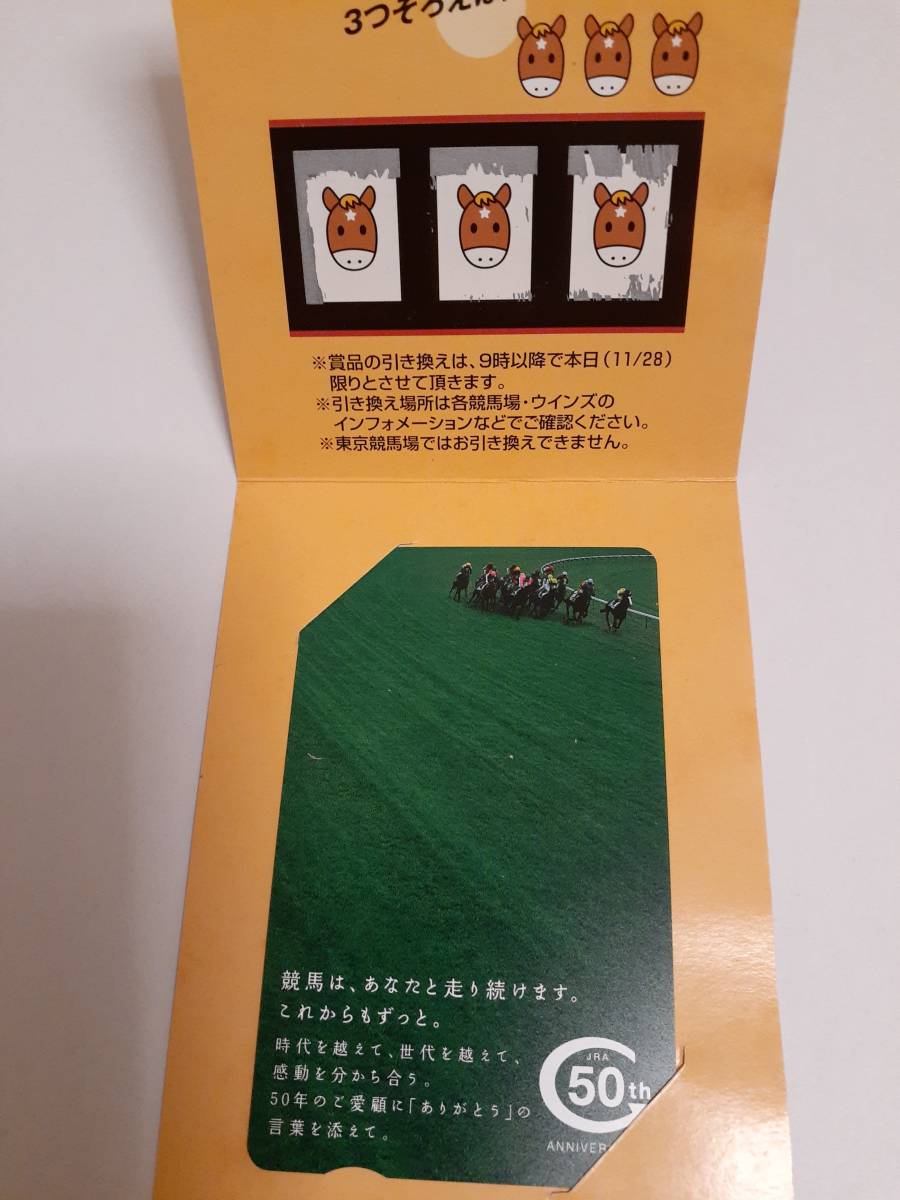 3つそろえば
※賞品の引き換えは、9時以降で本日(11/28)
限りとさせて頂きます。
※引き換え場所は各競馬場・ウインズの
インフォメーションなどでご確認ください。
※東京競馬場ではお引き換えできません。
競馬は、あなたと走り続けます。
これからもずっと。
時代を越えて、世代を越えて、
感動を分かち合う。
50年のご愛顧に「ありがとう」の
言葉を添えて。
JRA
50th
ANNIVER